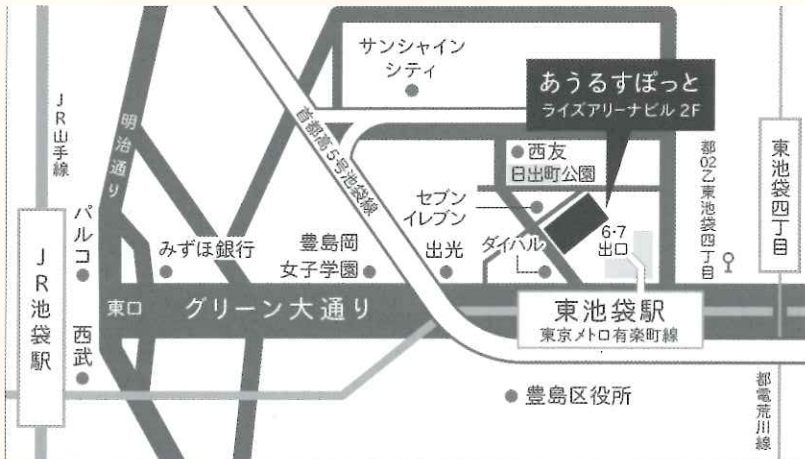 サンシャイン
シティ
あうるすぽっと
ライズアリーナビル 2F
JR山手線
明治通り
首都高5号池袋線
西友
日出町公園
都02乙東池袋四丁目
東池袋四丁目
セブン
イレブン
パルコ
JR池袋駅
みずほ銀行
豊島岡
女子学園
出光
ダイハル
6·7
出口
東口
グリーン大通り
東池袋駅
東京メトロ有楽町線
西武
豊島区役所
都電荒川線